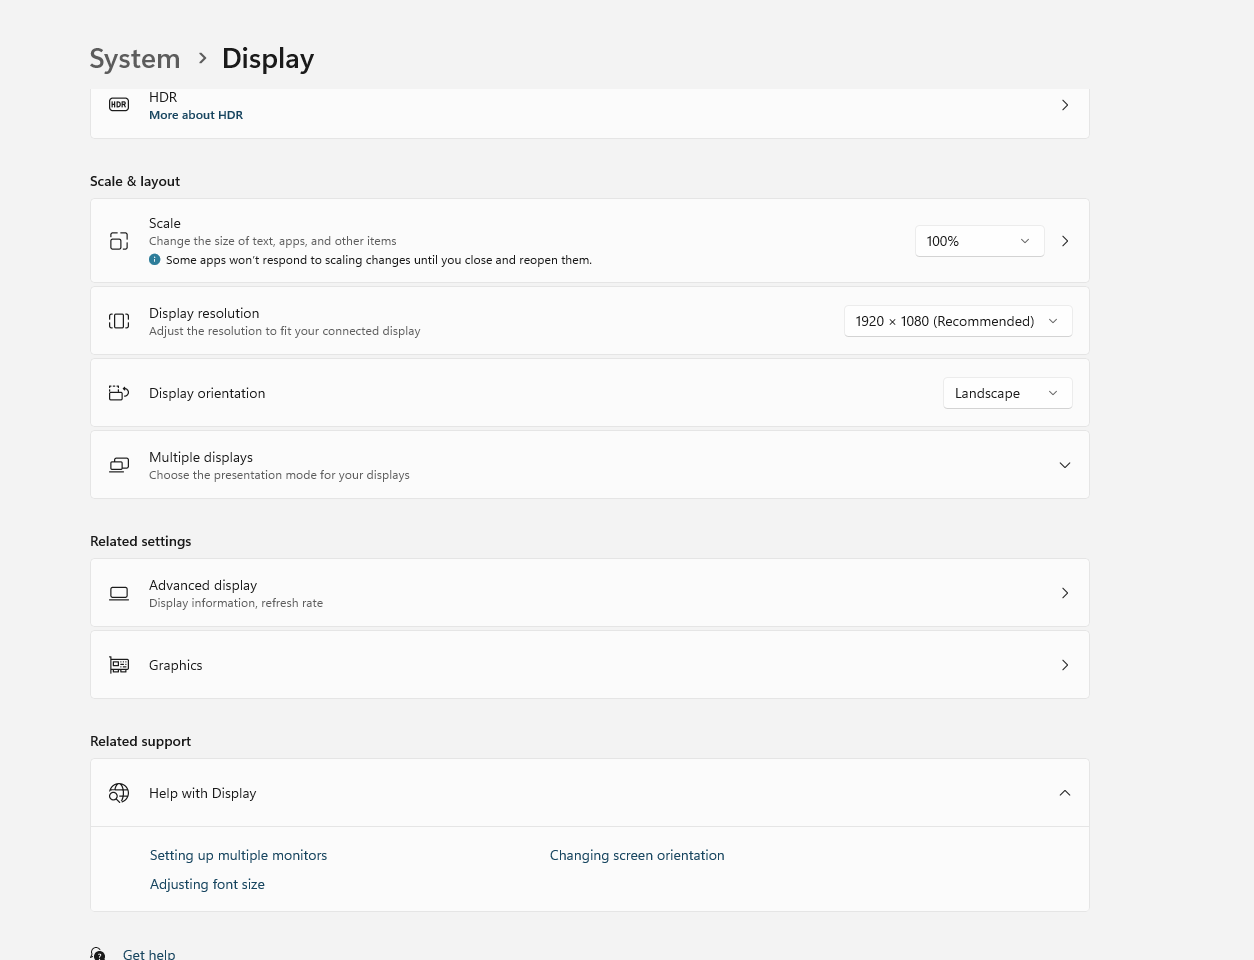 System > Display
HDR
HDR
More about HDR
Scale & layout
Scale
Change the size of text, apps, and other items
Some apps won't respond to scaling changes until you close and reopen them.
100%
Display resolution
Adjust the resolution to fit your connected display
1920 × 1080 (Recommended)
Display orientation
Landscape
Multiple displays
Choose the presentation mode for your displays
Related settings
Advanced display
Display information, refresh rate
Graphics
Related support
Help with Display
Setting up multiple monitors
Changing screen orientation
Adjusting font size
Get help